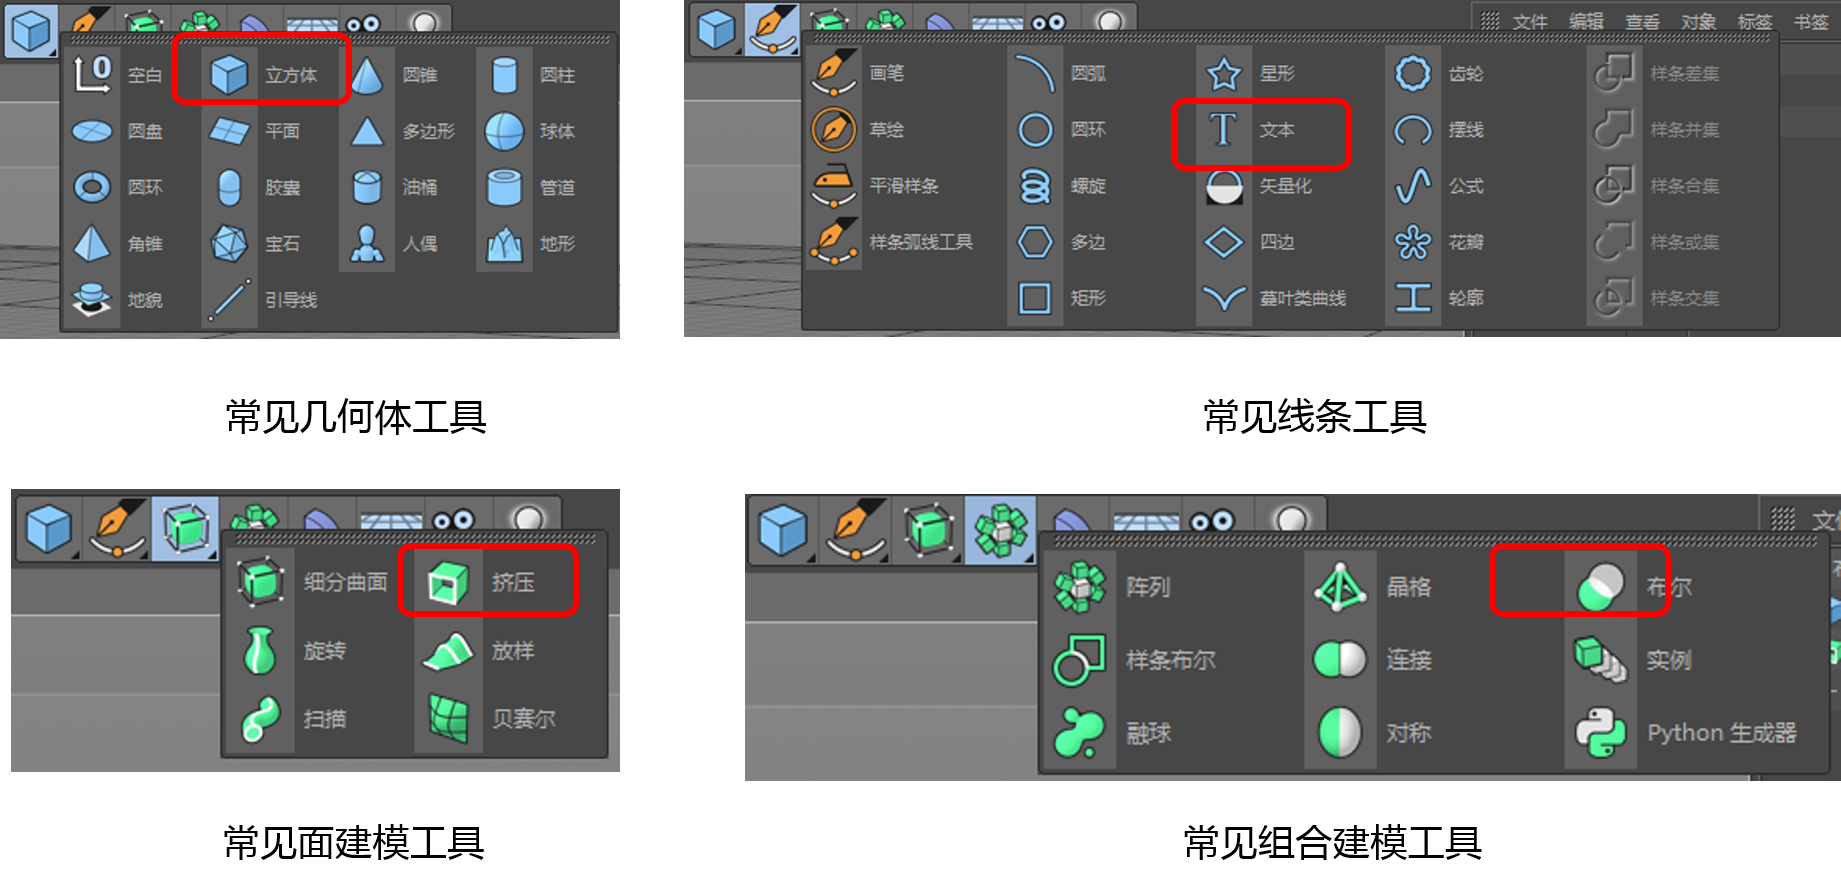 空白 立方体 圆锥 圆柱
圆盘 平面 多边形 球体
圆环 胶囊 油桶 管道
角锥 宝石 人偶 地形
地貌 引导线
常见几何体工具
文件 编辑 查看 对象 标签 书签
画笔 圆弧 星形 齿轮 样条差集
草绘 圆环 文本 摆线 样条并集
平滑样条 螺旋 矢量化 公式 样条合集
样条弧线工具 多边 四边 花瓣 样条或集
矩形 蔓叶类曲线 轮廓 样条交集
常见线条工具
细分曲面 挤压
旋转 放样
扫描 贝赛尔
常见面建模工具
阵列 晶格 布尔
样条布尔 连接 实例
融球 对称 Python 生成器
常见组合建模工具